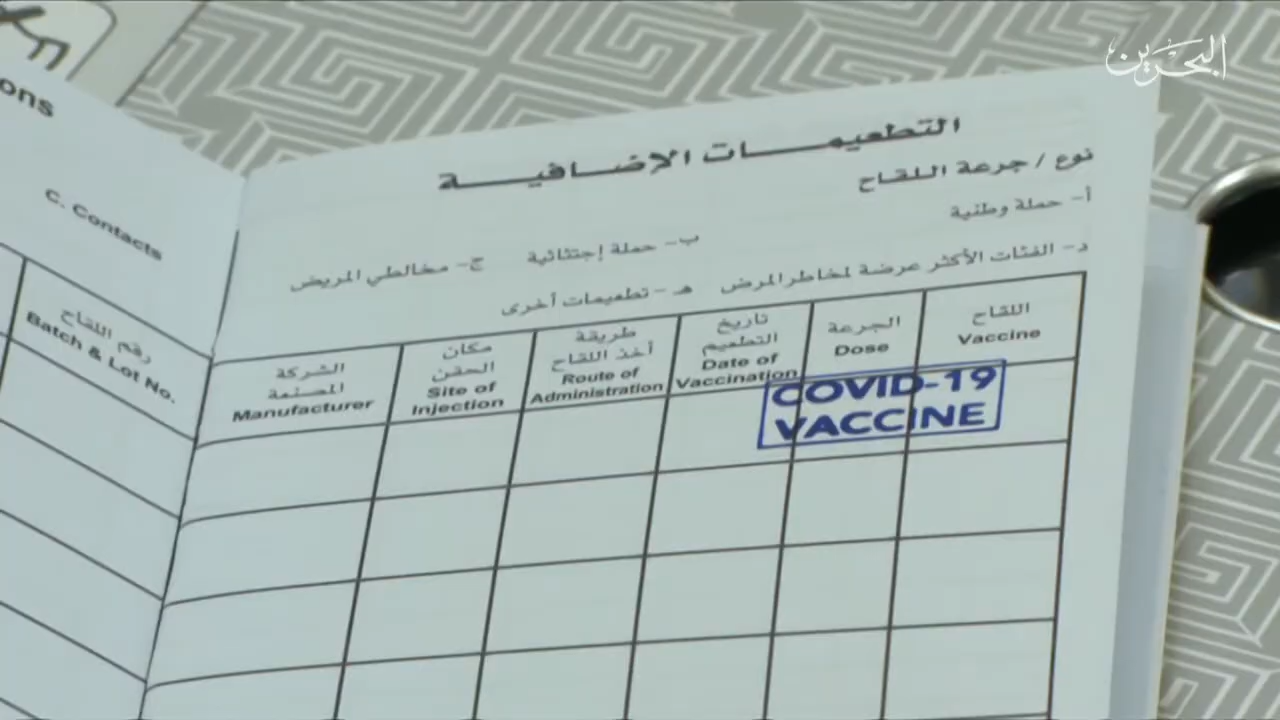 البحرين
ons
C. Contacts
رقم اللقاح
Batch & Lot No.
التطعيمات الإضافية
نوع / جرعة اللقاح
أ- حملة وطنية
ب- حملة إجتثاثية
ج- مخالطي المريض
د- الفئات الأكثر عرضة لمخاطر المرض
هـ - تطعيمات أخرى
اللقاح
Vaccine
الجرعة
Dose
تاريخ
التطعيم
Date of
Vaccination
طريقة
أخذ اللقاح
Route of
Administration
مكان
الحقن
Site of
Injection
الشركة
المصنعة
Manufacturer
COVID-19
VACCINE